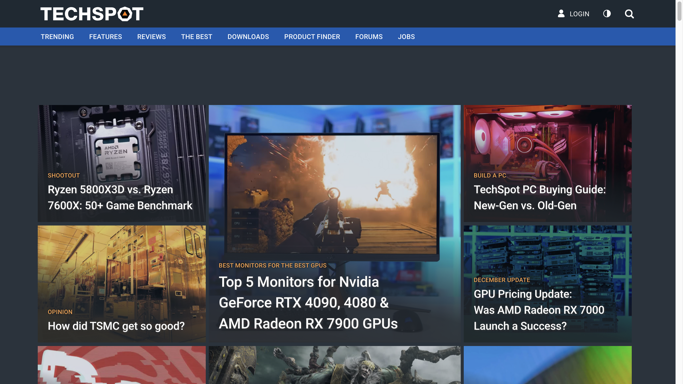 TECHSPOT
LOGIN
TRENDING FEATURES REVIEWS THE BEST DOWNLOADS PRODUCT FINDER FORUMS JOBS
SHOOTOUT
Ryzen 5800X3D vs. Ryzen
7600X: 50+ Game Benchmark
OPINION
How did TSMC get so good?
BEST MONITORS FOR THE BEST GPUS
Top 5 Monitors for Nvidia
GeForce RTX 4090, 4080 &
AMD Radeon RX 7900 GPUs
BUILD A PC
TechSpot PC Buying Guide:
New-Gen vs. Old-Gen
DECEMBER UPDATE
GPU Pricing Update:
Was AMD Radeon RX 7000
Launch a Success?